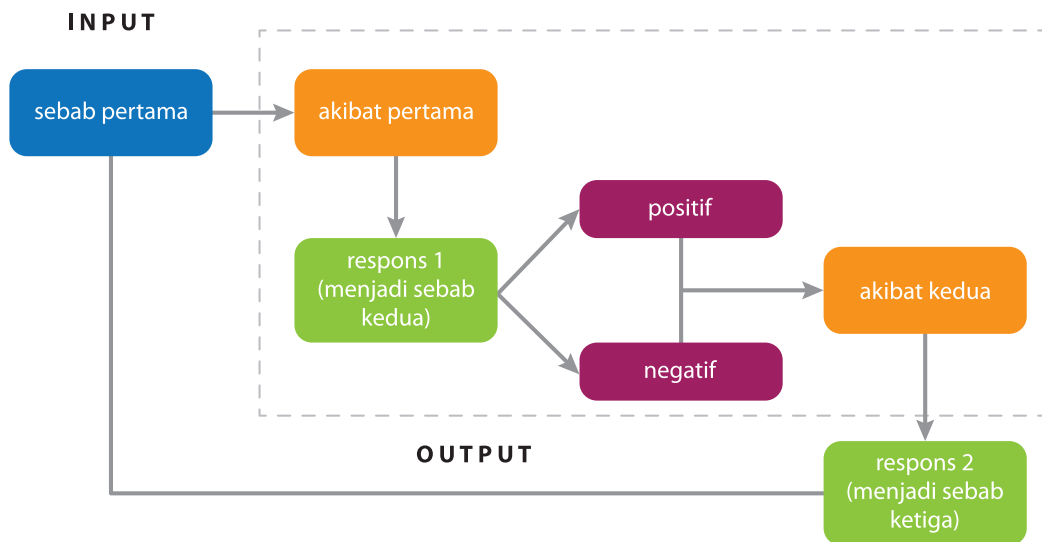 INPUT
sebab pertama
akibat pertama
respons 1
(menjadi sebab
kedua)
positif
negatif
akibat kedua
OUTPUT
respons 2
(menjadi sebab
ketiga)